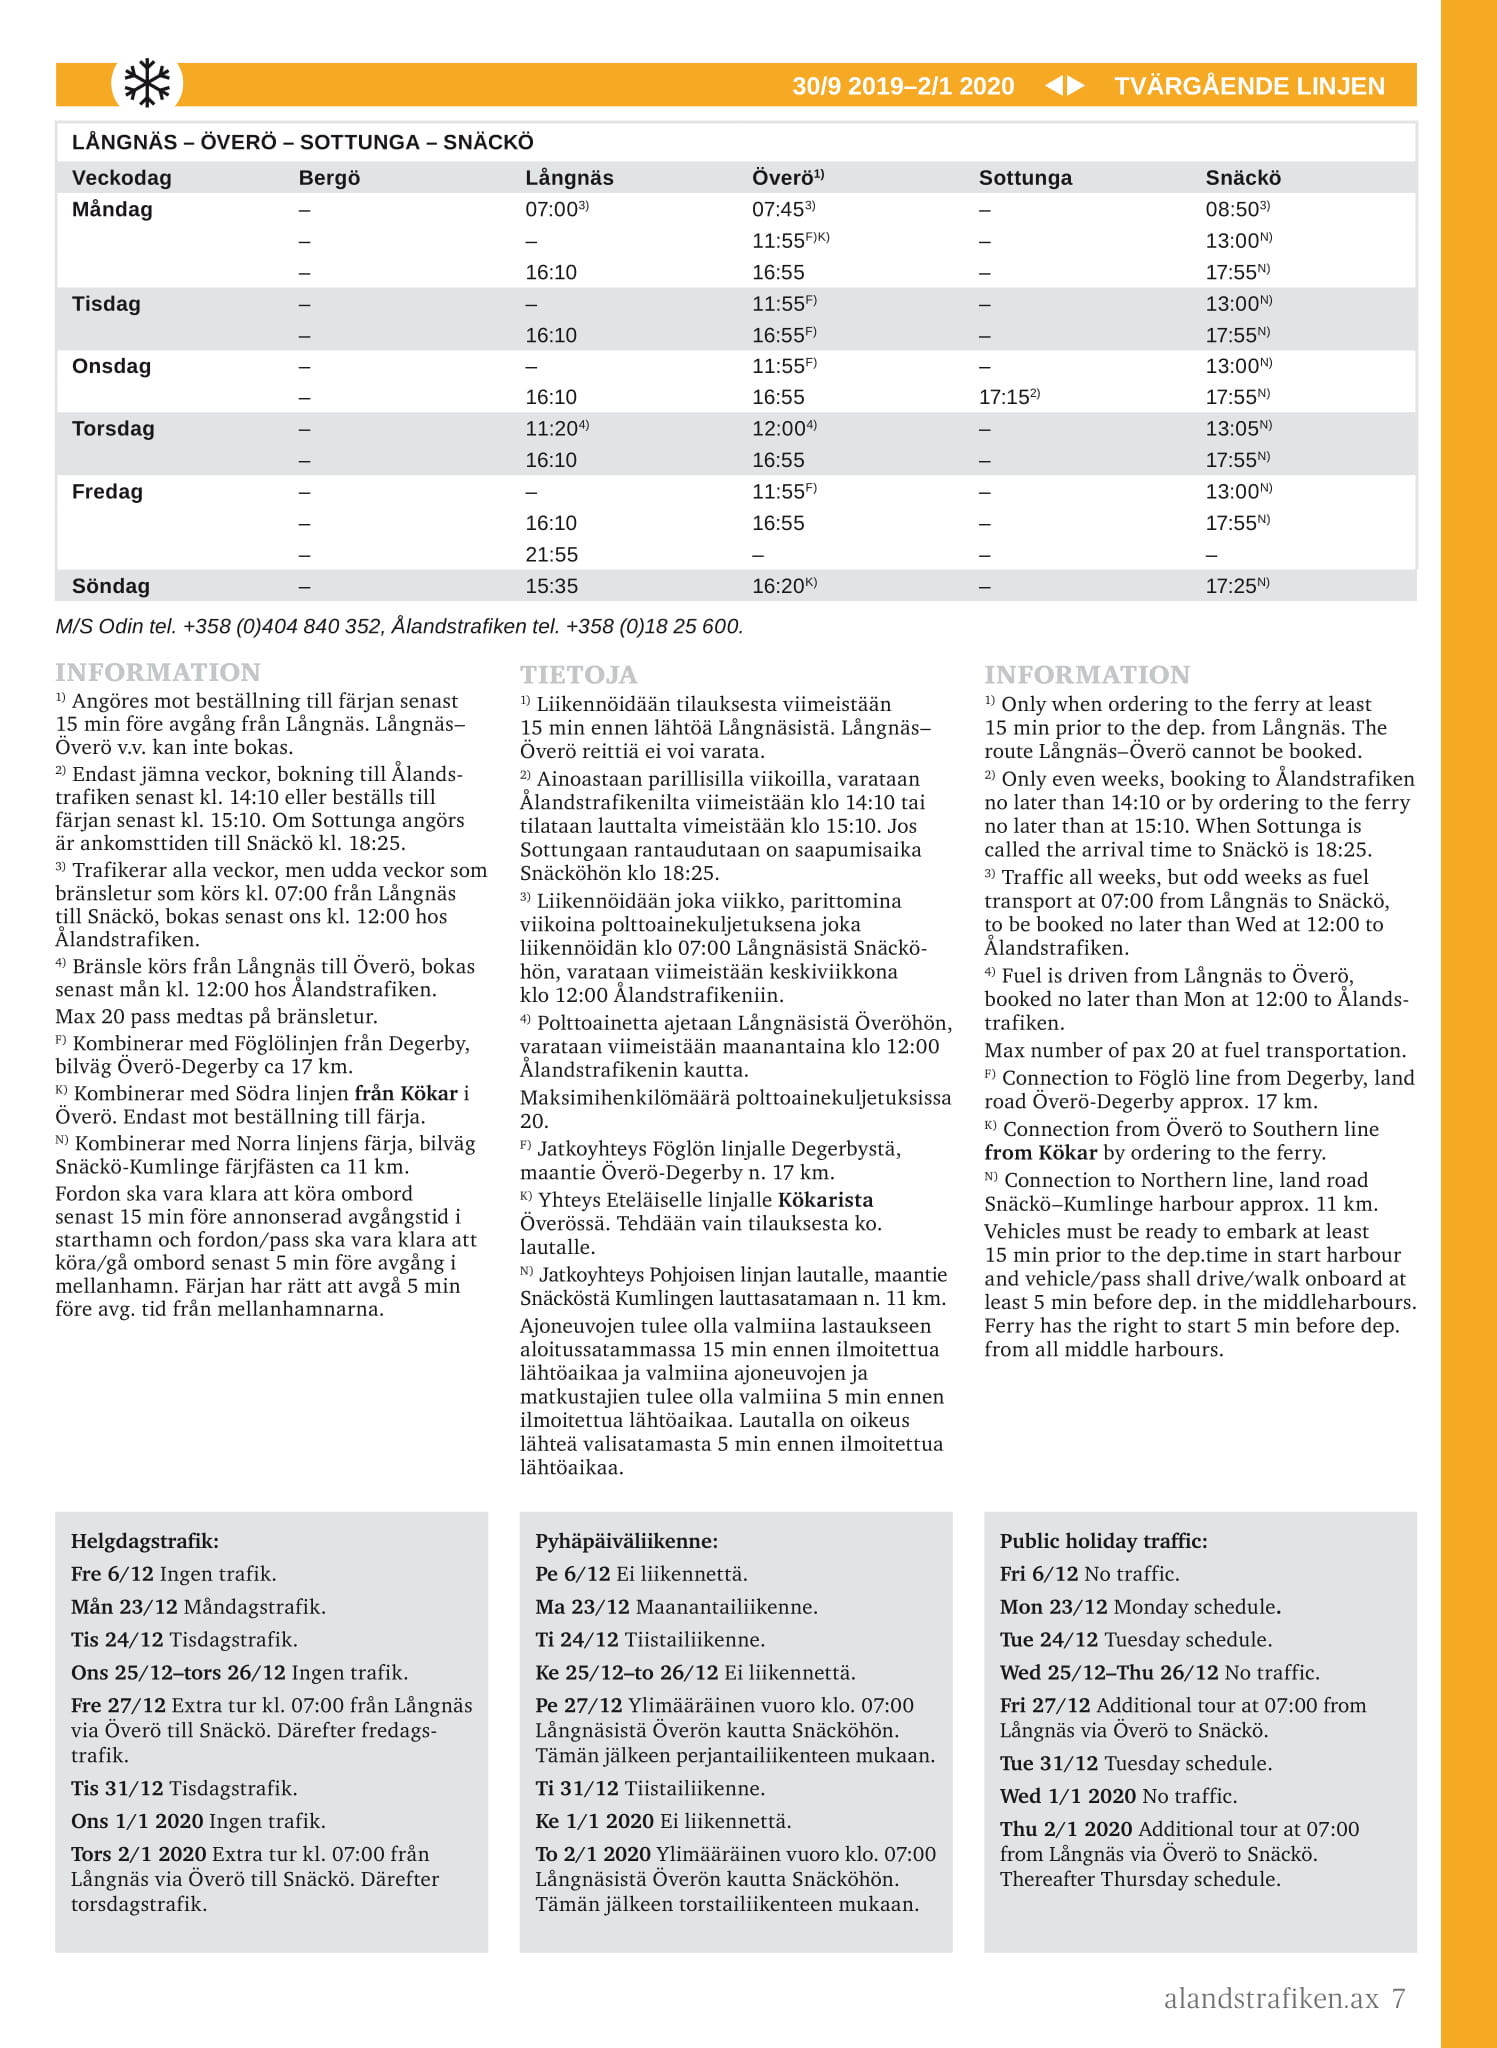 30/9 2019–2/1 2020 TVÄRGÅENDE LINJEN
LÅNGNÄS – ÖVERÖ – SOTTUNGA – SNÄCKÖ
Veckodag Bergö Långnäs Överö1) Sottunga Snäckö
Måndag – 07:003) 07:453) – 08:503)
– – 11:55F)K) – 13:00N)
– 16:10 16:55 – 17:55N)
Tisdag – – 11:55F) – 13:00N)
– 16:10 16:55F) – 17:55N)
Onsdag – – 11:55F) – 13:00N)
– 16:10 16:55 17:152) 17:55N)
Torsdag – 11:204) 12:004) – 13:05N)
– 16:10 16:55 – 17:55N)
Fredag – – 11:55F) – 13:00N)
– 16:10 16:55 – 17:55N)
– 21:55 – – –
Söndag – 15:35 16:20K) – 17:25N)
M/S Odin tel. +358 (0)404 840 352, Ålandstrafiken tel. +358 (0)18 25 600.
INFORMATION
1) Angöres mot beställning till färjan senast
15 min före avgång från Långnäs. Långnäs–
Överö v.v. kan inte bokas.
2) Endast jämna veckor, bokning till Ålands-
trafiken senast kl. 14:10 eller beställs till
färjan senast kl. 15:10. Om Sottunga angörs
är ankomsttiden till Snäckö kl. 18:25.
3) Trafikerar alla veckor, men udda veckor som
bränsletur som körs kl. 07:00 från Långnäs
till Snäckö, bokas senast ons kl. 12:00 hos
Ålandstrafiken.
4) Bränsle körs från Långnäs till Överö, bokas
senast mån kl. 12:00 hos Ålandstrafiken.
Max 20 pass medtas på bränsletur.
F) Kombinerar med Föglölinjen från Degerby,
bilväg Överö-Degerby ca 17 km.
K) Kombinerar med Södra linjen från Kökar i
Överö. Endast mot beställning till färja.
N) Kombinerar med Norra linjens färja, bilväg
Snäckö-Kumlinge färjfästen ca 11 km.
Fordon ska vara klara att köra ombord
senast 15 min före annonserad avgångstid i
starthamn och fordon/pass ska vara klara att
köra/gå ombord senast 5 min före avgång i
mellanhamn. Färjan har rätt att avgå 5 min
före avg. tid från mellanhamnarna.
TIETOJA
1) Liikennöidään tilauksesta viimeistään
15 min ennen lähtöä Långnäsistä. Långnäs–
Överö reittiä ei voi varata.
2) Ainoastaan parillisilla viikoilla, varataan
Ålandstrafikenilta viimeistään klo 14:10 tai
tilataan lauttalta vimeistään klo 15:10. Jos
Sottungaan rantaudutaan on saapumisaika
Snäcköhön klo 18:25.
3) Liikennöidään joka viikko, parittomina
viikoina polttoainekuljetuksena joka
liikennöidän klo 07:00 Långnäsistä Snäckö-
hön, varataan viimeistään keskiviikkona
klo 12:00 Ålandstrafikeniin.
4) Polttoainetta ajetaan Långnäsistä Överöhön,
varataan viimeistään maanantaina klo 12:00
Ålandstrafikenin kautta.
Maksimihenkilömäärä polttoainekuljetuksissa
20.
F) Jatkoyhteys Föglön linjalle Degerbystä,
maantie Överö-Degerby n. 17 km.
K) Yhteys Eteläiselle linjalle Kökarista
Överössä. Tehdään vain tilauksesta ko.
lautalle.
N) Jatkoyhteys Pohjoisen linjan lautalle, maantie
Snäcköstä Kumlingen lauttasatamaan n. 11 km.
Ajoneuvojen tulee olla valmiina lastaukseen
aloitussatammassa 15 min ennen ilmoitettua
lähtöaikaa ja valmiina ajoneuvojen ja
matkustajien tulee olla valmiina 5 min ennen
ilmoitettua lähtöaikaa. Lautalla on oikeus
lähteä valisatamasta 5 min ennen ilmoitettua
lähtöaikaa.
INFORMATION
1) Only when ordering to the ferry at least
15 min prior to the dep. from Långnäs. The
route Långnäs–Överö cannot be booked.
2) Only even weeks, booking to Ålandstrafiken
no later than 14:10 or by ordering to the ferry
no later than at 15:10. When Sottunga is
called the arrival time to Snäckö is 18:25.
3) Traffic all weeks, but odd weeks as fuel
transport at 07:00 from Långnäs to Snäckö,
to be booked no later than Wed at 12:00 to
Ålandstrafiken.
4) Fuel is driven from Långnäs to Överö,
booked no later than Mon at 12:00 to Ålands-
trafiken.
Max number of pax 20 at fuel transportation.
F) Connection to Föglö line from Degerby, land
road Överö-Degerby approx. 17 km.
K) Connection from Överö to Southern line
from Kökar by ordering to the ferry.
N) Connection to Northern line, land road
Snäckö–Kumlinge harbour approx. 11 km.
Vehicles must be ready to embark at least
15 min prior to the dep.time in start harbour
and vehicle/pass shall drive/walk onboard at
least 5 min before dep. in the middleharbours.
Ferry has the right to start 5 min before dep.
from all middle harbours.
Helgdagstrafik:
Fre 6/12 Ingen trafik.
Mån 23/12 Måndagstrafik.
Tis 24/12 Tisdagstrafik.
Ons 25/12–tors 26/12 Ingen trafik.
Fre 27/12 Extra tur kl. 07:00 från Långnäs
via Överö till Snäckö. Därefter fredags-
trafik.
Tis 31/12 Tisdagstrafik.
Ons 1/1 2020 Ingen trafik.
Tors 2/1 2020 Extra tur kl. 07:00 från
Långnäs via Överö till Snäckö. Därefter
torsdagstrafik.
Pyhäpäiväliikenne:
Pe 6/12 Ei liikennettä.
Ma 23/12 Maanantailiikenne.
Ti 24/12 Tiistailiikenne.
Ke 25/12–to 26/12 Ei liikennettä.
Pe 27/12 Ylimääräinen vuoro klo. 07:00
Långnäsistä Överön kautta Snäcköhön.
Tämän jälkeen perjantailiikenteen mukaan.
Ti 31/12 Tiistailiikenne.
Ke 1/1 2020 Ei liikennettä.
To 2/1 2020 Ylimääräinen vuoro klo. 07:00
Långnäsistä Överön kautta Snäcköhön.
Tämän jälkeen torstailiikenteen mukaan.
Public holiday traffic:
Fri 6/12 No traffic.
Mon 23/12 Monday schedule.
Tue 24/12 Tuesday schedule.
Wed 25/12–Thu 26/12 No traffic.
Fri 27/12 Additional tour at 07:00 from
Långnäs via Överö to Snäckö.
Tue 31/12 Tuesday schedule.
Wed 1/1 2020 No traffic.
Thu 2/1 2020 Additional tour at 07:00
from Långnäs via Överö to Snäckö.
Thereafter Thursday schedule.
alandstrafiken.ax 7